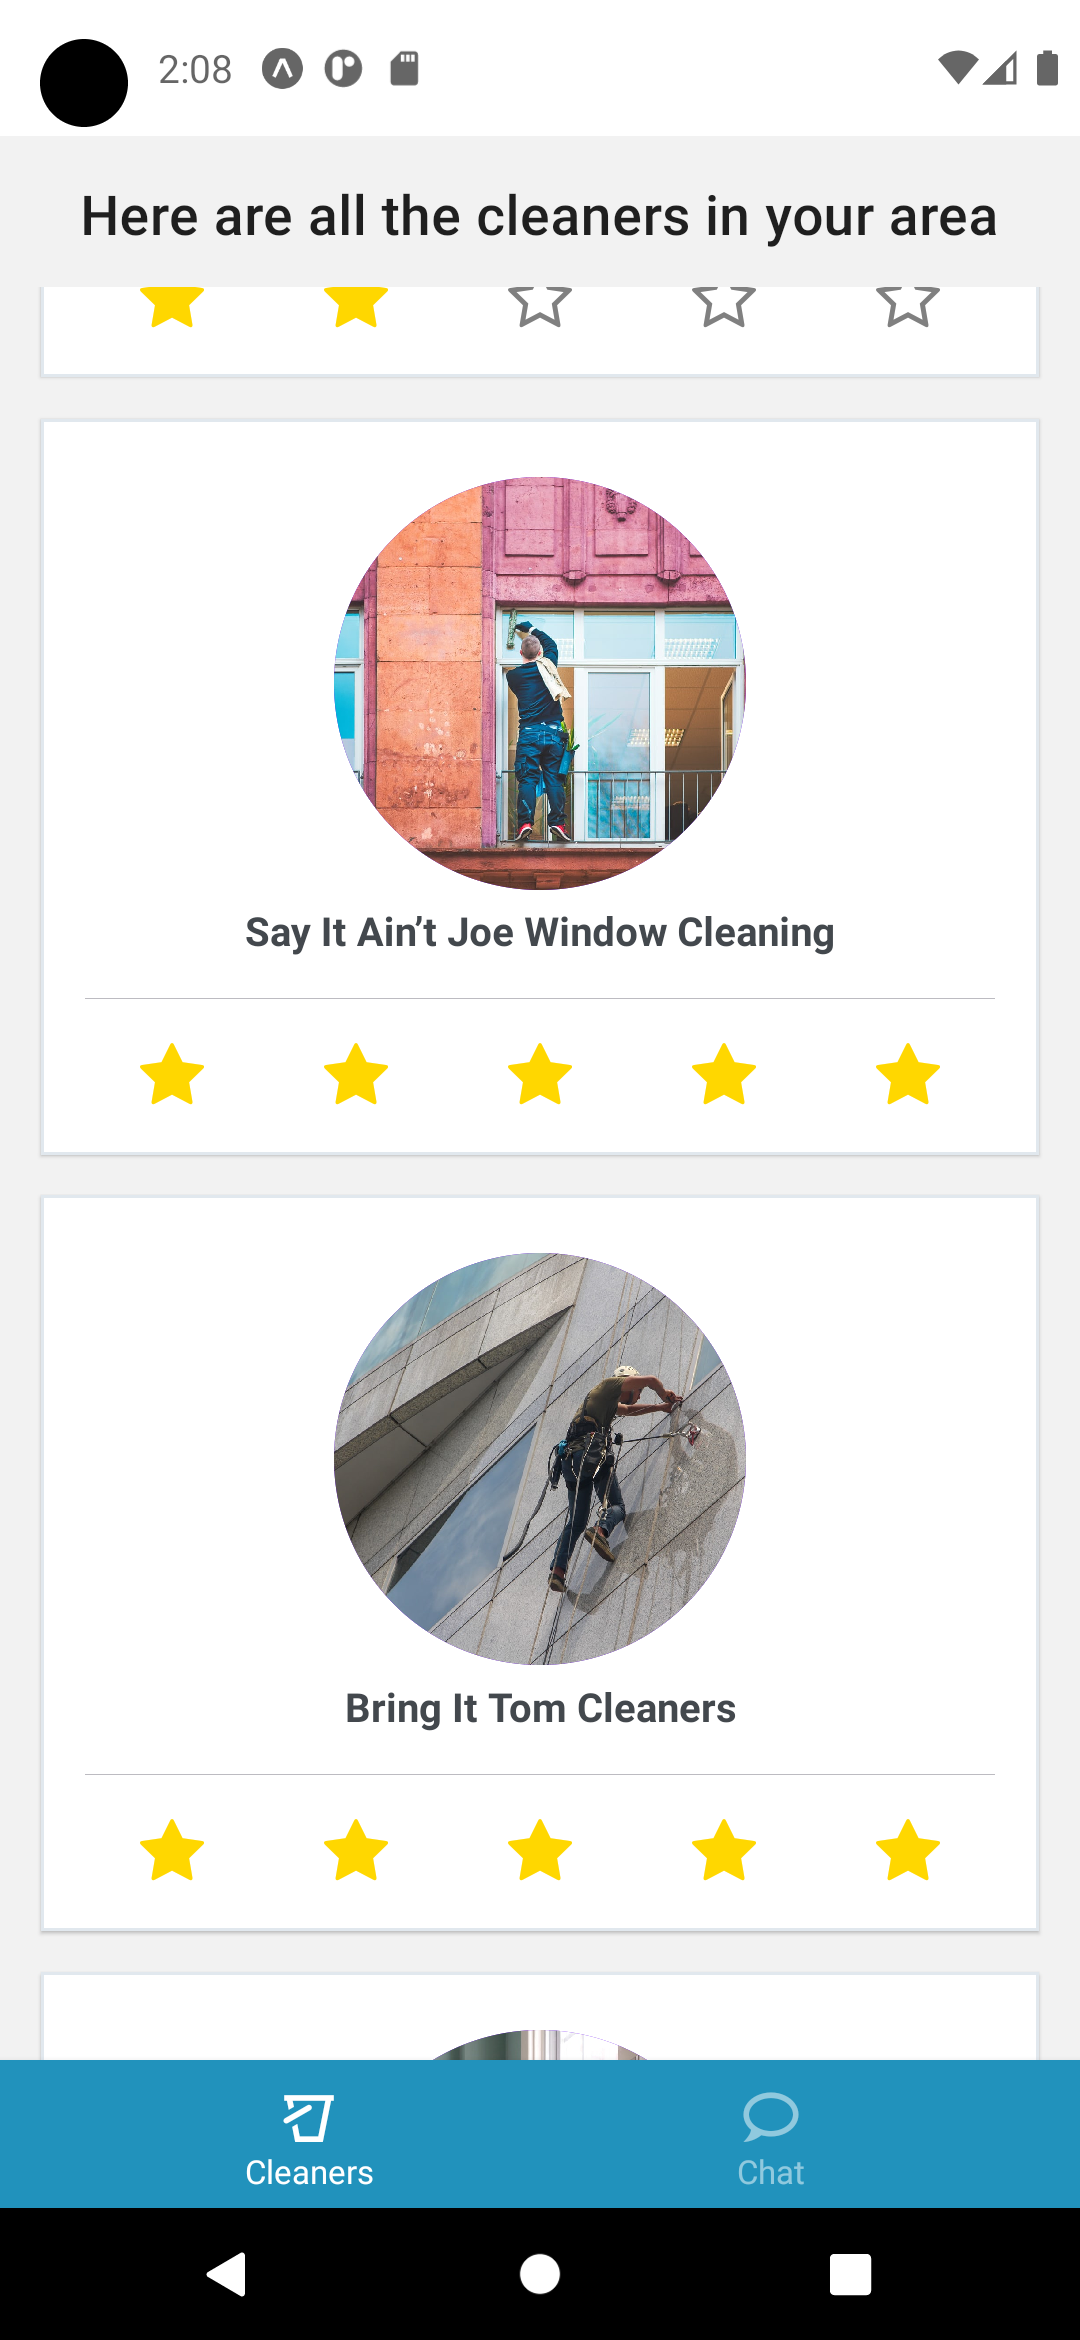 2:08
Here are all the cleaners in your area
Say It Ain’t Joe Window Cleaning
Bring It Tom Cleaners
Cleaners
Chat